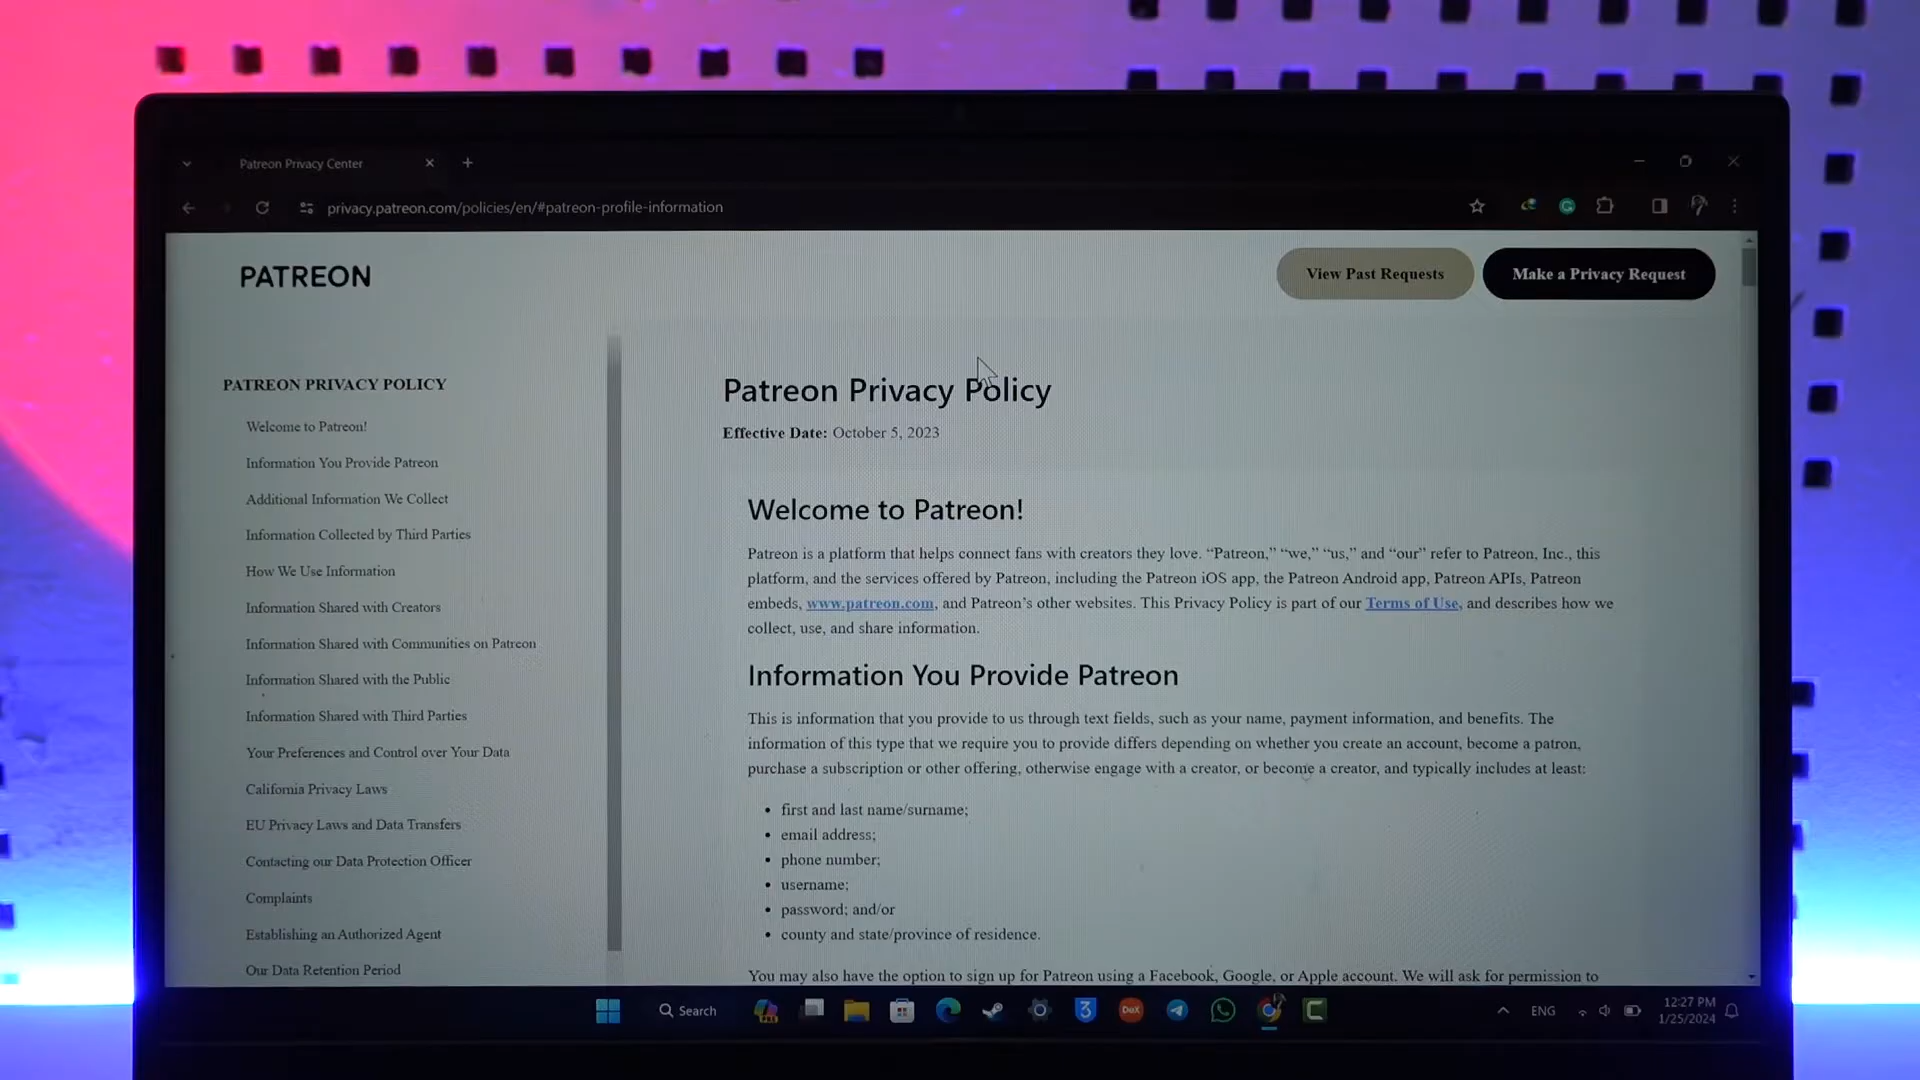 Patreon Privacy Center
privacy.patreon.com/policies/en/#patreon-profile-information
PATREON
View Past Requests
Make a Privacy Request
PATREON PRIVACY POLICY
Welcome to Patreon!
Information You Provide Patreon
Additional Information We Collect
Information Collected by Third Parties
How We Use Information
Information Shared with Creators
Information Shared with Communities on Patreon
Information Shared with the Public
Information Shared with Third Parties
Your Preferences and Control over Your Data
California Privacy Laws
EU Privacy Laws and Data Transfers
Contacting our Data Protection Officer
Complaints
Establishing an Authorized Agent
Our Data Retention Period
Patreon Privacy Policy
Effective Date: October 5, 2023
Welcome to Patreon!
Patreon is a platform that helps connect fans with creators they love. “Patreon,” “we,” “us,” and “our” refer to Patreon, Inc., this
platform, and the services offered by Patreon, including the Patreon iOS app, the Patreon Android app, Patreon APIs, Patreon
embeds, www.patreon.com, and Patreon’s other websites. This Privacy Policy is part of our Terms of Use, and describes how we
collect, use, and share information.
Information You Provide Patreon
This is information that you provide to us through text fields, such as your name, payment information, and benefits. The
information of this type that we require you to provide differs depending on whether you create an account, become a patron,
purchase a subscription or other offering, otherwise engage with a creator, or become a creator, and typically includes at least:
• first and last name/surname;
• email address;
• phone number;
• username;
• password; and/or
• county and state/province of residence.
You may also have the option to sign up for Patreon using a Facebook, Google, or Apple account. We will ask for permission to
Search
PRE
3
DeX
ENG
12:27 PM
1/25/2024